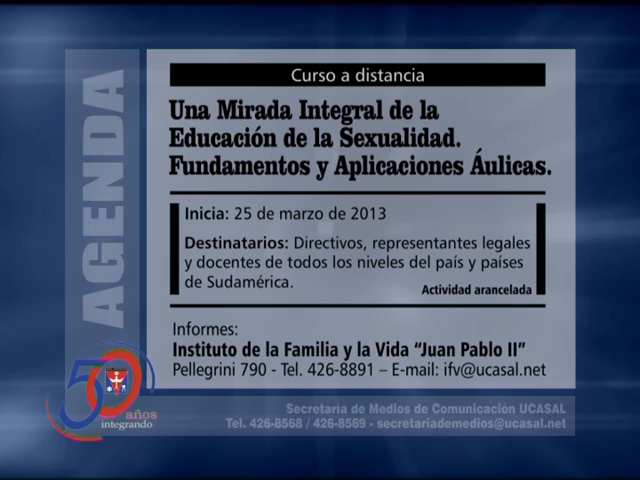 AGENDA
Curso a distancia
Una Mirada Integral de la
Educación de la Sexualidad.
Fundamentos y Aplicaciones Áulicas.
Inicia: 25 de marzo de 2013
Destinatarios: Directivos, representantes legales
y docentes de todos los niveles del país y países
de Sudamérica.
Actividad arancelada
Informes:
Instituto de la Familia y la Vida “Juan Pablo II”
Pellegrini 790 - Tel. 426-8891 – E-mail: ifv@ucasal.net
50
años
integrando
Secretaría de Medios de Comunicación UCASAL
Tel. 426-8568 / 426-8569 - secretariademedios@ucasal.net